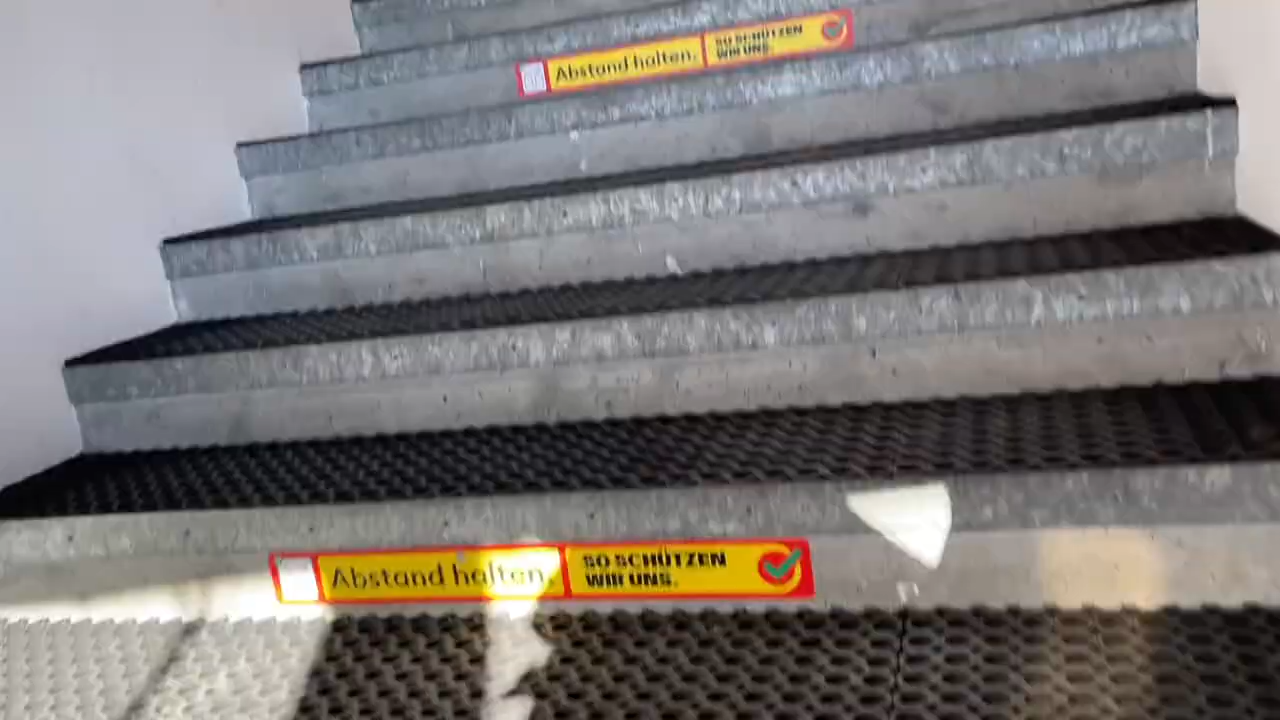 Abstand halten.
SO SCHÜTZEN
WIR UNS.
Abstand halten.
SO SCHÜTZEN
WIR UNS.